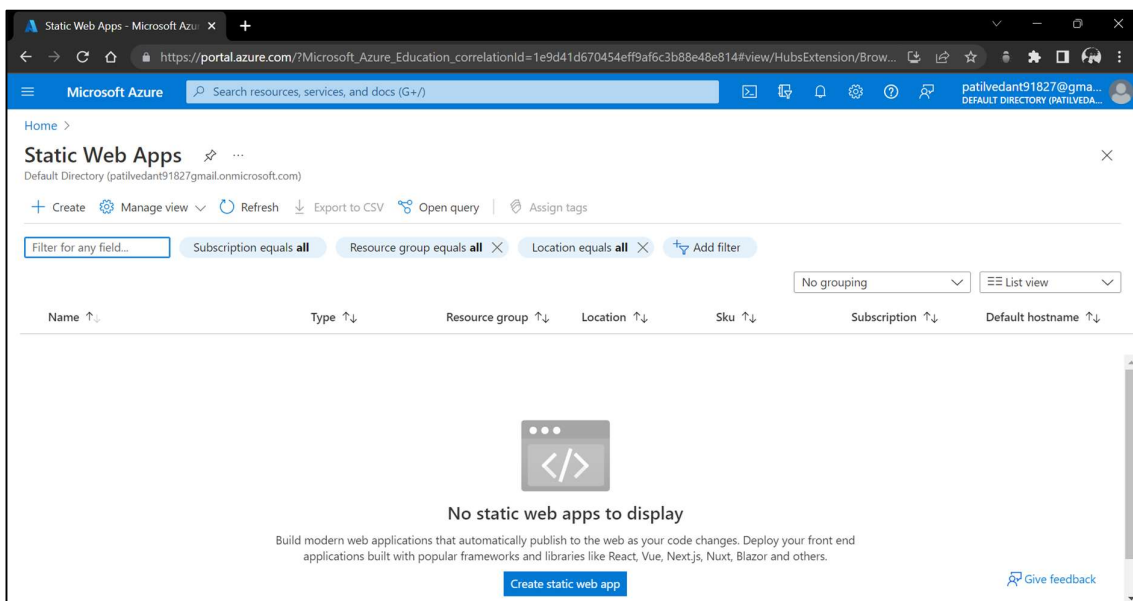 Static Web Apps - Microsoft Azu
https://portal.azure.com/?Microsoft_Azure_Education_correlationId=1e9d41d670454eff9af6c3b88e48e814#view/HubsExtension/Brow...
Microsoft Azure
Search resources, services, and docs (G+/)
patilvedant91827@gma...
DEFAULT DIRECTORY (PATILVEDA...
Home >
Static Web Apps ...
Default Directory (patilvedant91827gmail.onmicrosoft.com)
+ Create Manage view Refresh Export to CSV Open query Assign tags
Filter for any field... Subscription equals all Resource group equals all Location equals all Add filter
No grouping List view
Name Type Resource group Location Sku Subscription Default hostname
</>
No static web apps to display
Build modern web applications that automatically publish to the web as your code changes. Deploy your front end
applications built with popular frameworks and libraries like React, Vue, Next.js, Nuxt, Blazor and others.
Create static web app
Give feedback